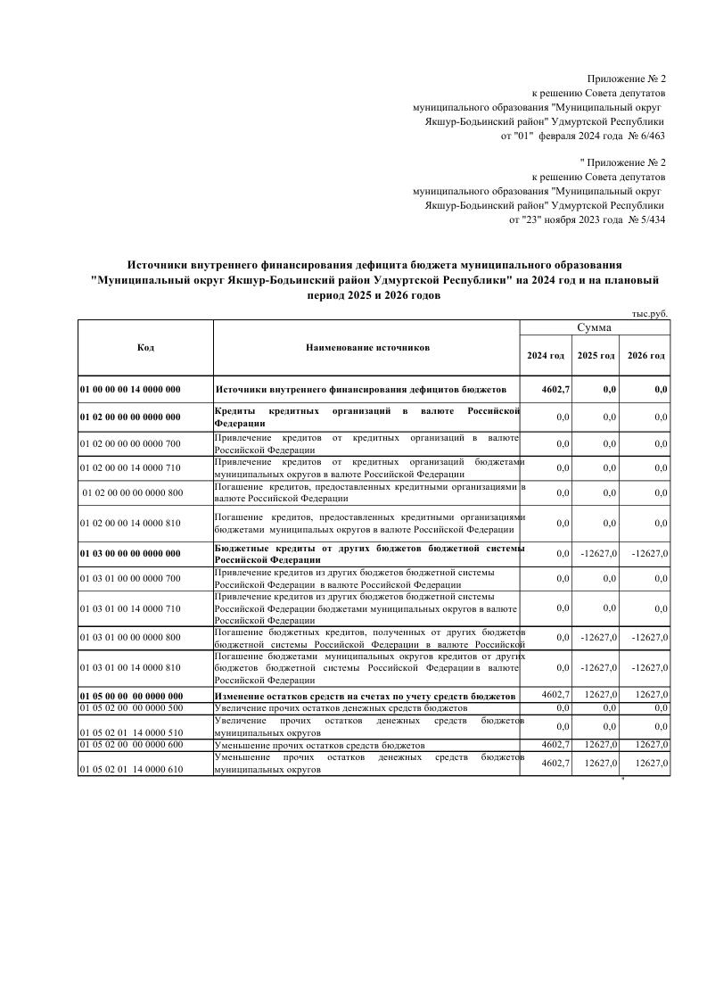 Приложение № 2
к решению Совета депутатов
муниципального образования "Муниципальный округ
Якшур-Бодьинский район" Удмуртской Республики
от "01" февраля 2024 года № 6/463
" Приложение № 2
к решению Совета депутатов
муниципального образования "Муниципальный округ
Якшур-Бодьинский район" Удмуртской Республики
от "23" ноября 2023 года № 5/434
Источники внутреннего финансирования дефицита бюджета муниципального образования
"Муниципальный округ Якшур-Бодьинский район Удмуртской Республики" на 2024 год и на плановый
период 2025 и 2026 годов
тыс.руб.
Код Наименование источников Сумма
2024 год 2025 год 2026 год
01 00 00 00 14 0000 000 Источники внутреннего финансирования дефицитов бюджетов 4602,7 0,0 0,0
01 02 00 00 00 0000 000 Кредиты кредитных организаций в валюте Российской
Федерации 0,0 0,0 0,0
01 02 00 00 00 0000 700 Привлечение кредитов от кредитных организаций в валюте
Российской Федерации 0,0 0,0 0,0
01 02 00 00 14 0000 710 Привлечение кредитов от кредитных организаций бюджетами
муниципальных округов в валюте Российской Федерации 0,0 0,0 0,0
01 02 00 00 00 0000 800 Погашение кредитов, предоставленных кредитными организациями в
валюте Российской Федерации 0,0 0,0 0,0
01 02 00 00 14 0000 810 Погашение кредитов, предоставленных кредитными организациями
бюджетами муниципалых округов в валюте Российской Федерации 0,0 0,0 0,0
01 03 00 00 00 0000 000 Бюджетные кредиты от других бюджетов бюджетной системы
Российской Федерации 0,0 -12627,0 -12627,0
01 03 01 00 00 0000 700 Привлечение кредитов из других бюджетов бюджетной системы
Российской Федерации в валюте Российской Федерации 0,0 0,0 0,0
01 03 01 00 14 0000 710 Привлечение кредитов из других бюджетов бюджетной системы
Российской Федерации бюджетами муниципальных округов в валюте
Российской Федерации 0,0 0,0 0,0
01 03 01 00 00 0000 800 Погашение бюджетных кредитов, полученных от других бюджетов
бюджетной системы Российской Федерации в валюте Российской 0,0 -12627,0 -12627,0
01 03 01 00 14 0000 810 Погашение бюджетами муниципальных округов кредитов от других
бюджетов бюджетной системы Российской Федерации в валюте
Российской Федерации 0,0 -12627,0 -12627,0
01 05 00 00 00 0000 000 Изменение остатков средств на счетах по учету средств бюджетов 4602,7 12627,0 12627,0
01 05 02 00 00 0000 500 Увеличение прочих остатков денежных средств бюджетов 0,0 0,0 0,0
01 05 02 01 14 0000 510 Увеличение прочих остатков денежных средств бюджетов
муниципальных округов 0,0 0,0 0,0
01 05 02 00 00 0000 600 Уменьшение прочих остатков средств бюджетов 4602,7 12627,0 12627,0
01 05 02 01 14 0000 610 Уменьшение прочих остатков денежных средств бюджетов
муниципальных округов 4602,7 12627,0 12627,0
"